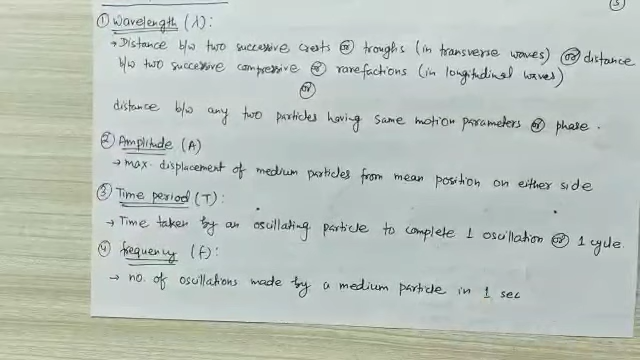 3
① Wavelength (λ):
→ Distance b/w two successive crests (or) troughs (in transverse waves) (or) distance
b/w two successive compressive (or) rarefactions (in longitudinal waves)
(or)
distance b/w any two particles having same motion parameters (or) phase.
② Amplitude (A)
→ max. displacement of medium particles from mean position on either side
③ Time period (T):
→ Time taken by an oscillating particle to complete 1 oscillation (or) 1 cycle.
④ frequency (f):
→ no. of oscullations made by a medium particle in 1 sec